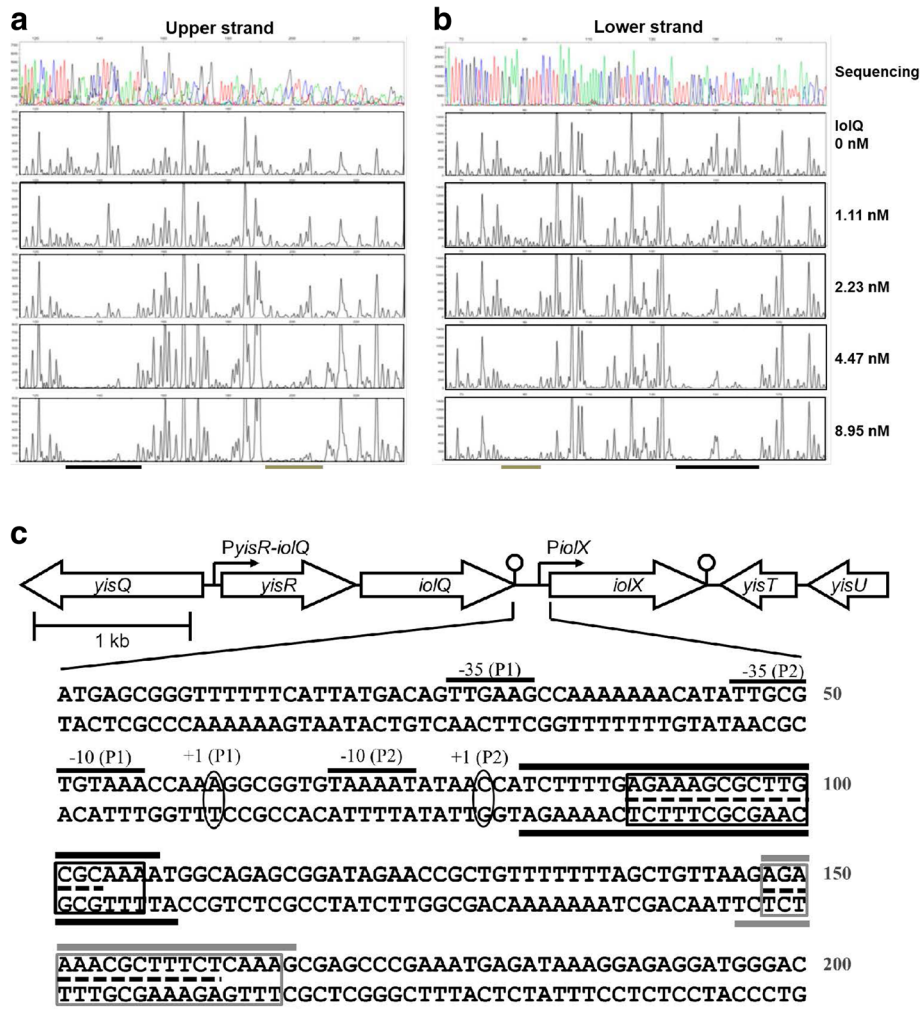 a
Upper strand
b
Lower strand
Sequencing
IolQ
0 nM
1.11 nM
2.23 nM
4.47 nM
8.95 nM
c
PyisR-iolQ
PiolX
yisQ
yisR
iolQ
iolX
yisT
yisU
1 kb
-35 (P1)
-35 (P2)
ATGAGCGGGTTTTTTCATTATGACAGTTGAAGCCAAAAAAACATATTGCG 50
TACTCGCCCAAAAAAGTAATACTGTCAACTTCGGTTTTTTTGTATAACGC
-10 (P1)
+1 (P1)
-10 (P2)
+1 (P2)
TGTAAACCAAAGGCGGTGTAAAATATAACCATCTTTTGAGAAAGCGCTTG 100
ACATTTGGTTTCCGCCACATTTTATATTGGTAGAAAACTCTTTCGCGAAC
CGCAAAATGGCAGAGCGGATAGAACCGCTGTTTTTTTAGCTGTTAAGAGA 150
GCGTTTTACCGTCTCGCCTATCTTGGCGACAAAAAAATCGACAATTCTCT
AAACGCTTTCTCAAAGCGAGCCCGAAATGAGATAAAGGAGAGGATGGGAC 200
TTTGCGAAAGAGTTTCGCTCGGGCTTTACTCTATTTCCTCTCCTACCCTG